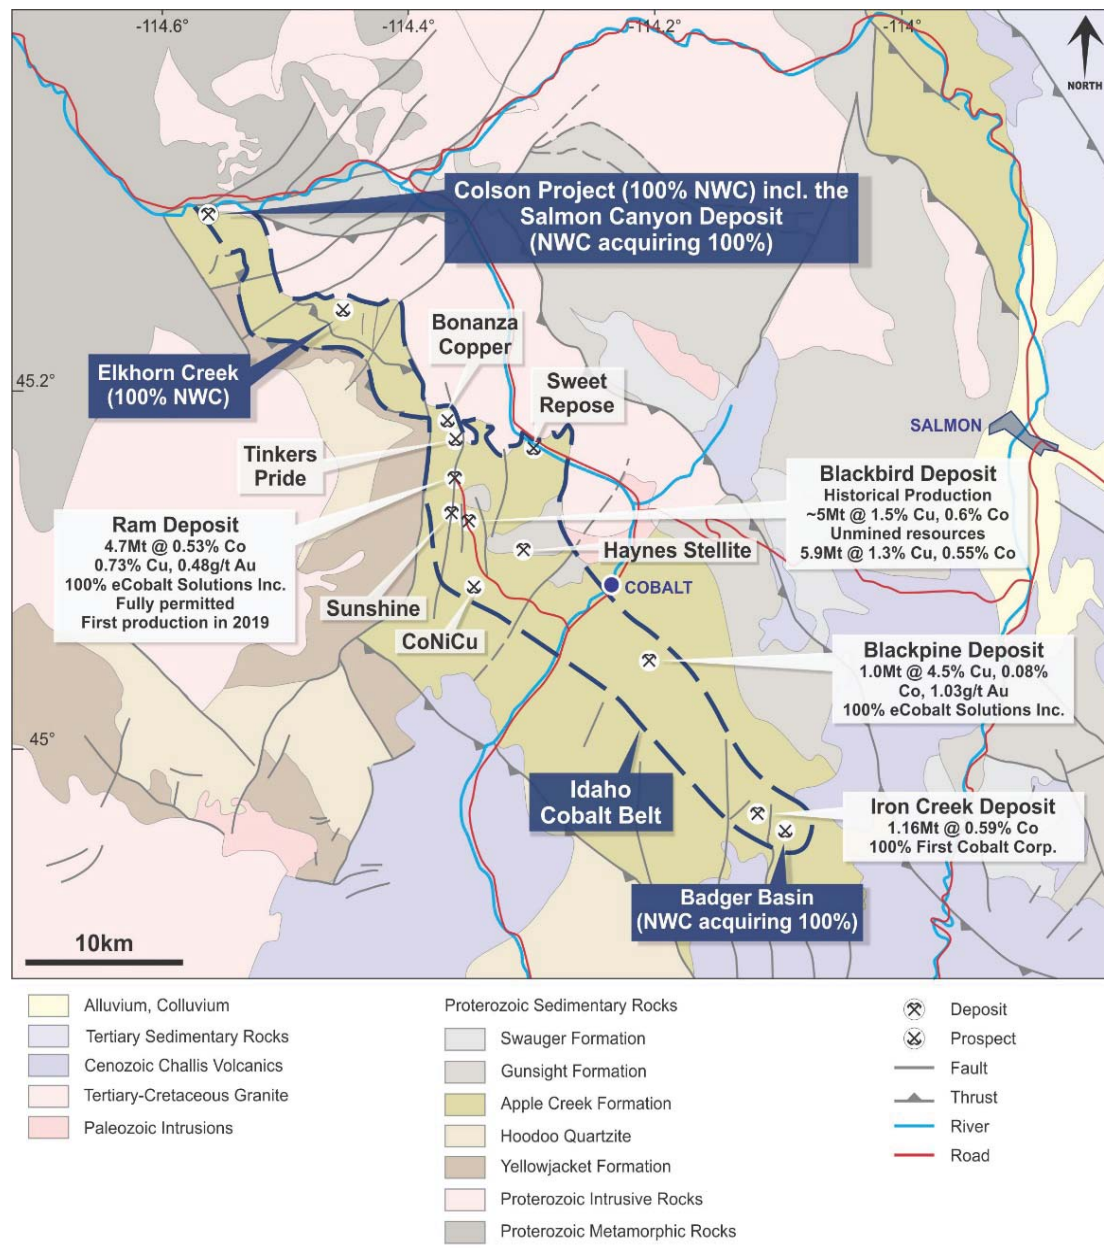 -114.6°
-114.4°
-114.2°
-114°
NORTH
Colson Project (100% NWC) incl. the
Salmon Canyon Deposit
(NWC acquiring 100%)
Bonanza
Copper
Elkhorn Creek
(100% NWC)
45.2°
Sweet
Repose
SALMON
Tinkers
Pride
Blackbird Deposit
Historical Production
~5Mt @ 1.5% Cu, 0.6% Co
Unmined resources
5.9Mt @ 1.3% Cu, 0.55% Co
Ram Deposit
4.7Mt @ 0.53% Co
0.73% Cu, 0.48g/t Au
100% eCobalt Solutions Inc.
Fully permitted
First production in 2019
Haynes Stellite
Sunshine
COBALT
CoNiCu
Blackpine Deposit
1.0Mt @ 4.5% Cu, 0.08%
Co, 1.03g/t Au
100% eCobalt Solutions Inc.
45°
Idaho
Cobalt Belt
Iron Creek Deposit
1.16Mt @ 0.59% Co
100% First Cobalt Corp.
Badger Basin
(NWC acquiring 100%)
10km
Alluvium, Colluvium
Tertiary Sedimentary Rocks
Cenozoic Challis Volcanics
Tertiary-Cretaceous Granite
Paleozoic Intrusions
Proterozoic Sedimentary Rocks
Swauger Formation
Gunsight Formation
Apple Creek Formation
Hoodoo Quartzite
Yellowjacket Formation
Proterozoic Intrusive Rocks
Proterozoic Metamorphic Rocks
Deposit
Prospect
Fault
Thrust
River
Road